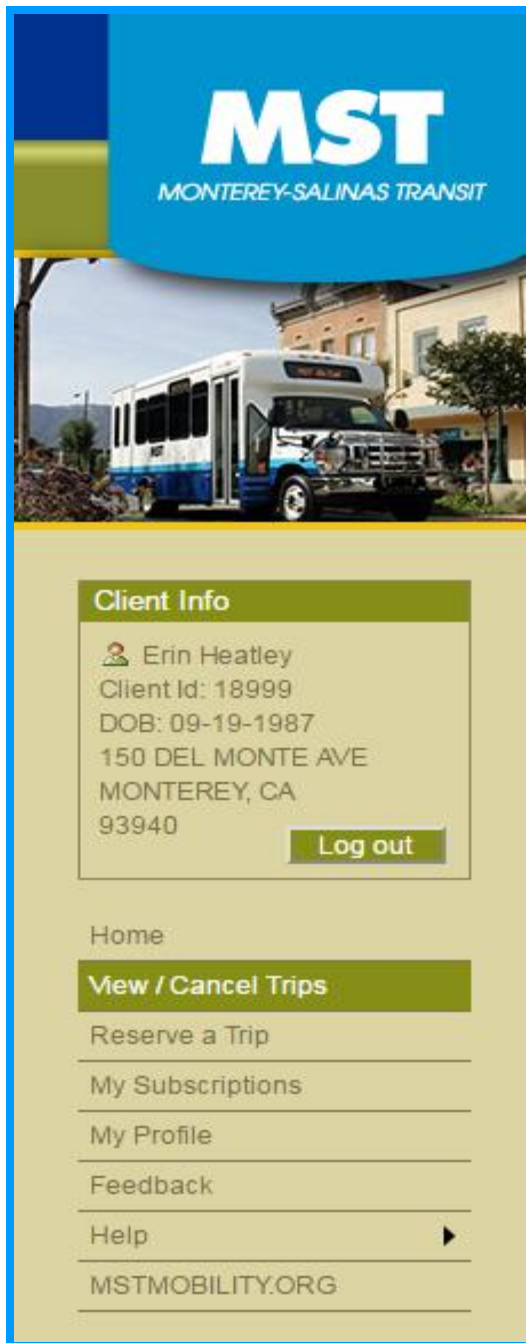 MST
MONTEREY-SALINAS TRANSIT
MST
Client Info
Erin Heatley
Client Id: 18999
DOB: 09-19-1987
150 DEL MONTE AVE
MONTEREY, CA
93940
Log out
Home
View / Cancel Trips
Reserve a Trip
My Subscriptions
My Profile
Feedback
Help
MSTMOBILITY.ORG